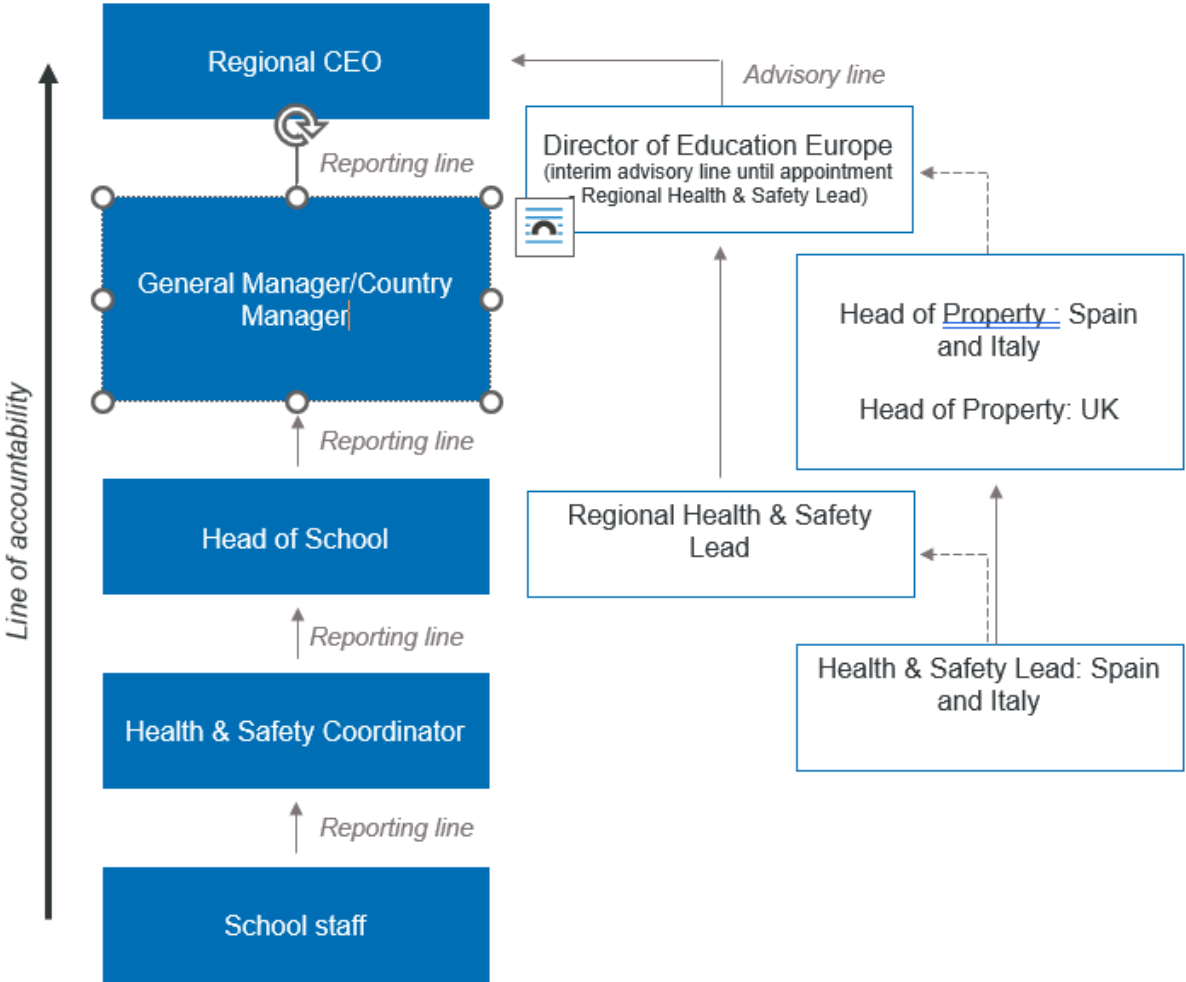 Regional CEO
Advisory line
Director of Education Europe
(interim advisory line until appointment
- Regional Health & Safety Lead)
Reporting line
General Manager/Country
Manager
Head of Property : Spain
and Italy
Head of Property: UK
Reporting line
Line of accountability
Head of School
Regional Health & Safety
Lead
Reporting line
Health & Safety Lead: Spain
and Italy
Health & Safety Coordinator
Reporting line
School staff